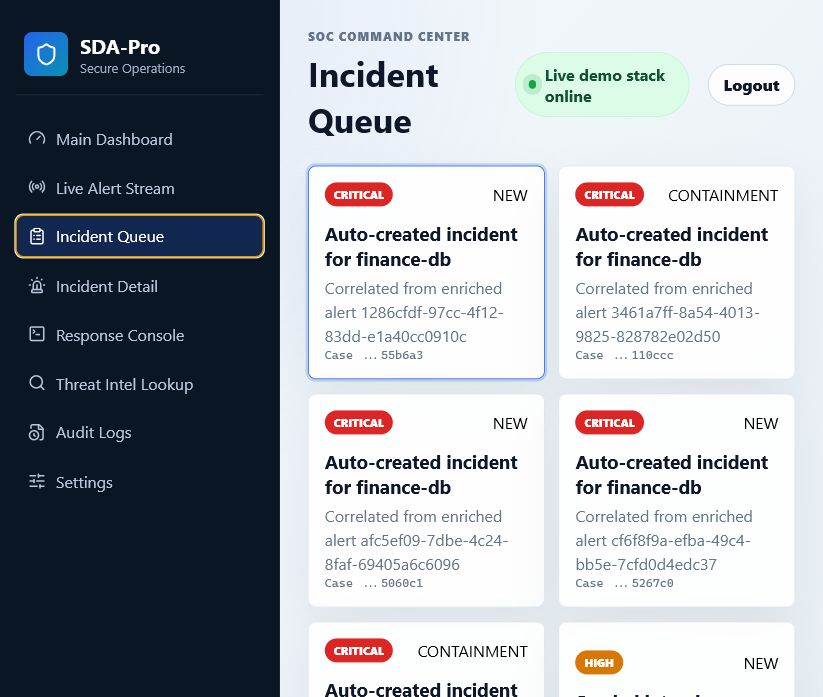 SDA-Pro
Secure Operations
Main Dashboard
Live Alert Stream
Incident Queue
Incident Detail
Response Console
Threat Intel Lookup
Audit Logs
Settings
SOC COMMAND CENTER
Incident
Queue
Live demo stack
online
Logout
CRITICAL NEW
Auto-created incident
for finance-db
Correlated from enriched
alert 1286cfdf-97cc-4f12-
83dd-e1a40cc0910c
Case ...55b6a3
CRITICAL CONTAINMENT
Auto-created incident
for finance-db
Correlated from enriched
alert 3461a7ff-8a54-4013-
9825-828782e02d50
Case ...110ccc
CRITICAL NEW
Auto-created incident
for finance-db
Correlated from enriched
alert afc5ef09-7dbe-4c24-
8faf-69405a6c6096
Case ...5060c1
CRITICAL NEW
Auto-created incident
for finance-db
Correlated from enriched
alert cf6f8f9a-efba-49c4-
bb5e-7cfd0d4edc37
Case ...5267c0
CRITICAL CONTAINMENT
Auto-created incident
HIGH NEW